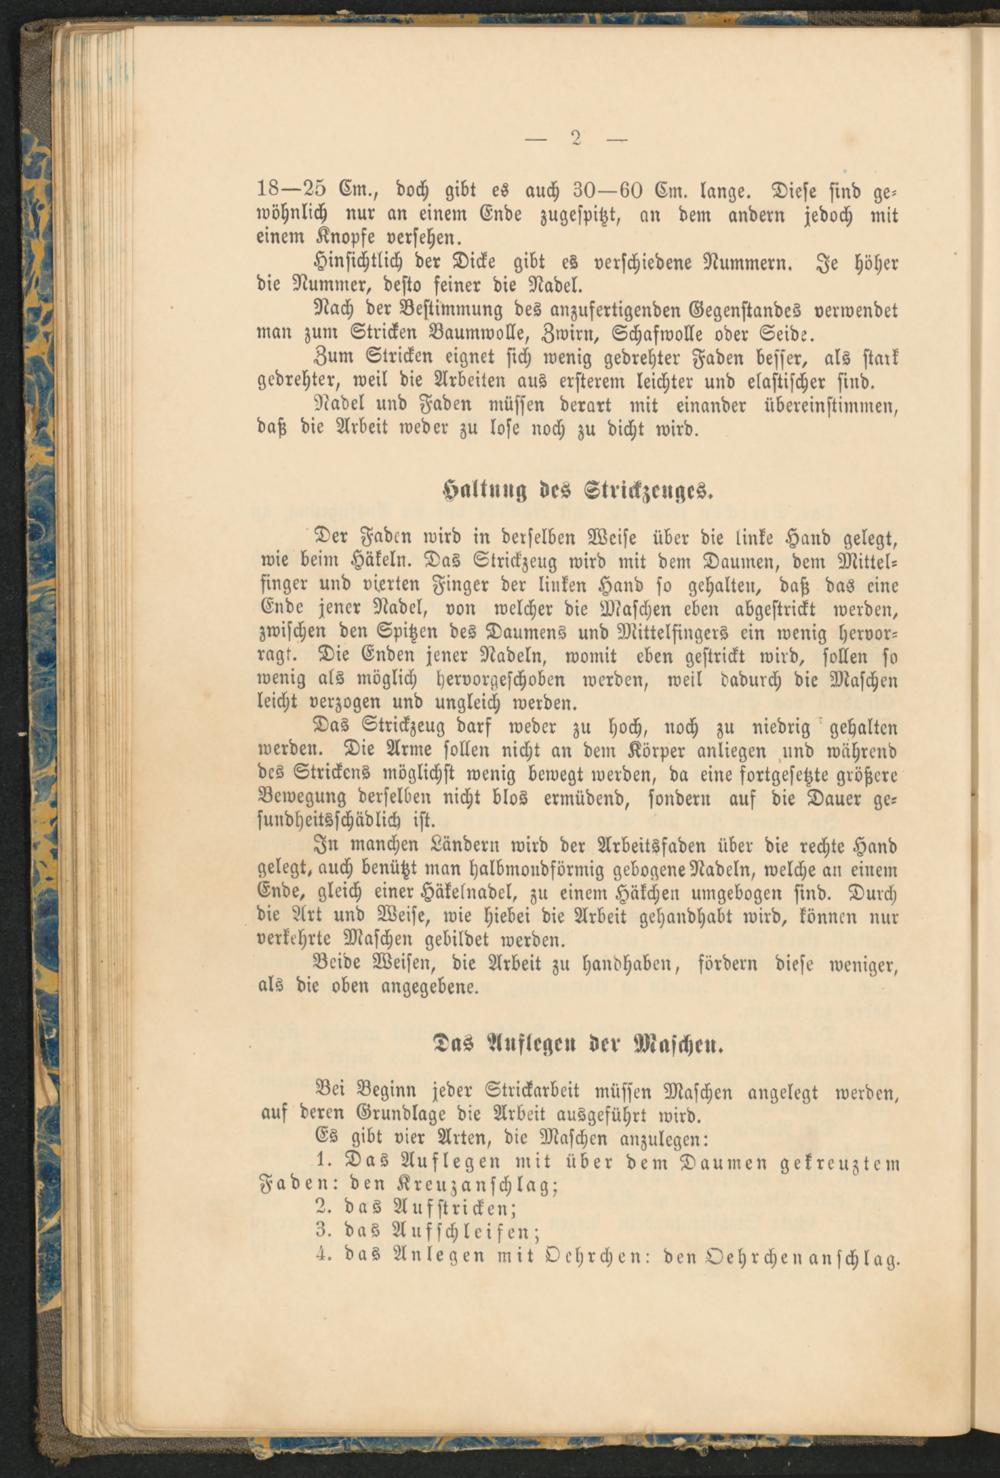 — 2 —
18—25 Cm., doch gibt es auch 30—60 Cm. lange. Diese sind ge-
wöhnlich nur an einem Ende zugespitzt, an dem andern jedoch mit
einem Knopfe versehen.
Hinsichtlich der Dicke gibt es verschiedene Nummern. Je höher
die Nummer, desto feiner die Nadel.
Nach der Bestimmung des anzufertigenden Gegenstandes verwendet
man zum Stricken Baumwolle, Zwirn, Schafwolle oder Seide.
Zum Stricken eignet sich wenig gedrehter Faden besser, als stark
gedrehter, weil die Arbeiten aus ersterem leichter und elastischer sind.
Nadel und Faden müssen derart mit einander übereinstimmen,
daß die Arbeit weder zu lose noch zu dicht wird.
Haltung des Strickzeuges.
Der Faden wird in derselben Weise über die linke Hand gelegt,
wie beim Häkeln. Das Strickzeug wird mit dem Daumen, dem Mittel-
finger und vierten Finger der linken Hand so gehalten, daß das eine
Ende jener Nadel, von welcher die Maschen eben abgestrickt werden,
zwischen den Spitzen des Daumens und Mittelfingers ein wenig hervor-
ragt. Die Enden jener Nadeln, womit eben gestrickt wird, sollen so
wenig als möglich hervorgeschoben werden, weil dadurch die Maschen
leicht verzogen und ungleich werden.
Das Strickzeug darf weder zu hoch, noch zu niedrig gehalten
werden. Die Arme sollen nicht an dem Körper anliegen und während
des Strickens möglichst wenig bewegt werden, da eine fortgesetzte größere
Bewegung derselben nicht blos ermüdend, sondern auf die Dauer ge-
sundheitsschädlich ist.
In manchen Ländern wird der Arbeitsfaden über die rechte Hand
gelegt, auch benützt man halbmondförmig gebogene Nadeln, welche an einem
Ende, gleich einer Häkelnadel, zu einem Häkchen umgebogen sind. Durch
die Art und Weise, wie hiebei die Arbeit gehandhabt wird, können nur
verkehrte Maschen gebildet werden.
Beide Weisen, die Arbeit zu handhaben, fördern diese weniger,
als die oben angegebene.
Das Auflegen der Maschen.
Bei Beginn jeder Strickarbeit müssen Maschen angelegt werden,
auf deren Grundlage die Arbeit ausgeführt wird.
Es gibt vier Arten, die Maschen anzulegen:
1. Das Auflegen mit über dem Daumen gekreuztem
Faden: den Kreuzanschlag;
2. das Aufstricken;
3. das Aufschleifen;
4. das Anlegen mit Oehrchen: den Oehrchenanschlag.